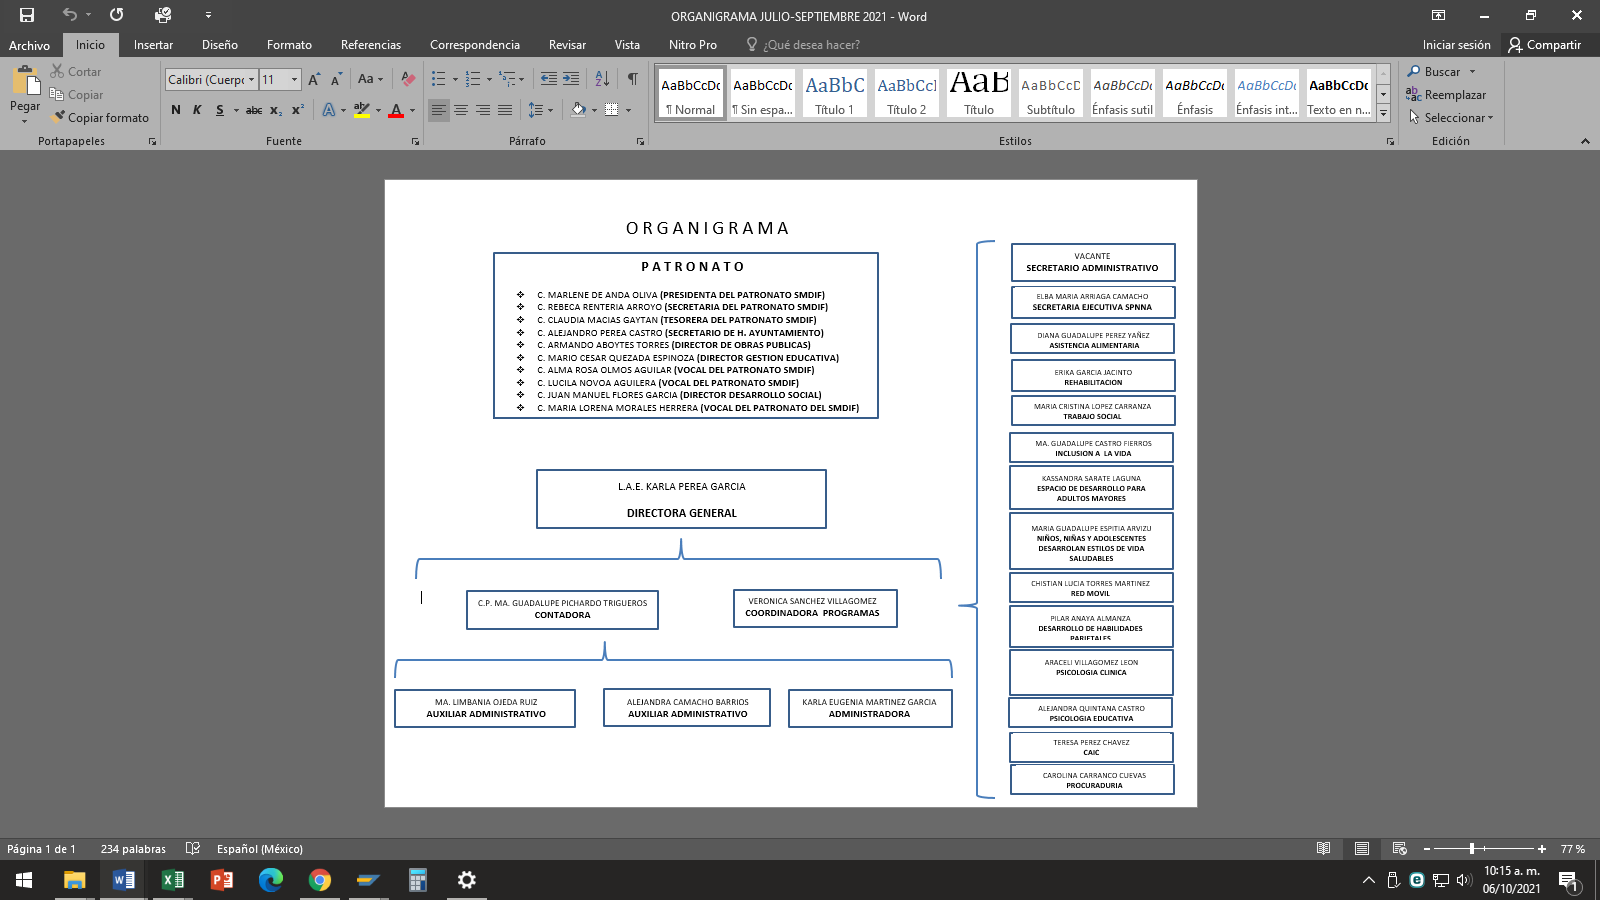 ORGANIGRAMA JULIO-SEPTIEMBRE 2021 - Word
Archivo
Inicio
Insertar
Diseño
Formato
Referencias
Correspondencia
Revisar
Vista
Nitro Pro
¿Qué desea hacer?
Iniciar sesión
Compartir
Pegar
Cortar
Copiar
Copiar formato
Portapapeles
Calibri (Cuerpo
11
N K S abc x₂ x²
Fuente
Párrafo
AaBbCcDc
¶ Normal
AaBbCcDc
¶ Sin espa...
AaBbC
Título 1
AaBbCcI
Título 2
AaB
Título
AaBbCcD
Subtítulo
AaBbCcDt
Énfasis sutil
AaBbCcDt
Énfasis
AaBbCcDt
Énfasis int...
AaBbCcDc
Texto en n...
Estilos
Buscar
Reemplazar
Seleccionar
Edición
O R G A N I G R A M A
P A T R O N A T O
❖ C. MARLENE DE ANDA OLIVA (PRESIDENTA DEL PATRONATO SMDIF)
❖ C. REBECA RENTERIA ARROYO (SECRETARIA DEL PATRONATO SMDIF)
❖ C. CLAUDIA MACIAS GAYTAN (TESORERA DEL PATRONATO SMDIF)
❖ C. ALEJANDRO PEREA CASTRO (SECRETARIO DE H. AYUNTAMIENTO)
❖ C. ARMANDO ABOYTES TORRES (DIRECTOR DE OBRAS PUBLICAS)
❖ C. MARIO CESAR QUEZADA ESPINOZA (DIRECTOR GESTION EDUCATIVA)
❖ C. ALMA ROSA OLMOS AGUILAR (VOCAL DEL PATRONATO SMDIF)
❖ C. LUCILA NOVOA AGUILERA (VOCAL DEL PATRONATO SMDIF)
❖ C. JUAN MANUEL FLORES GARCIA (DIRECTOR DESARROLLO SOCIAL)
❖ C. MARIA LORENA MORALES HERRERA (VOCAL DEL PATRONATO DEL SMDIF)
L.A.E. KARLA PEREA GARCIA
DIRECTORA GENERAL
C.P. MA. GUADALUPE PICHARDO TRIGUEROS
CONTADORA
VERONICA SANCHEZ VILLAGOMEZ
COORDINADORA  PROGRAMAS
MA. LIMBANIA OJEDA RUIZ
AUXILIAR ADMINISTRATIVO
ALEJANDRA CAMACHO BARRIOS
AUXILIAR ADMINISTRATIVO
KARLA EUGENIA MARTINEZ GARCIA
ADMINISTRADORA
VACANTE
SECRETARIO ADMINISTRATIVO
ELBA MARIA ARRIAGA CAMACHO
SECRETARIA EJECUTIVA SPNNA
DIANA GUADALUPE PEREZ YAÑEZ
ASISTENCIA ALIMENTARIA
ERIKA GARCIA JACINTO
REHABILITACION
MARIA CRISTINA LOPEZ CARRANZA
TRABAJO SOCIAL
MA. GUADALUPE CASTRO FIERROS
INCLUSION A  LA VIDA
KASSANDRA SARATE LAGUNA
ESPACIO DE DESARROLLO PARA
ADULTOS MAYORES
MARIA GUADALUPE ESPITIA ARVIZU
NIÑOS, NIÑAS Y ADOLESCENTES
DESARROLAN ESTILOS DE VIDA
SALUDABLES
CHISTIAN LUCIA TORRES MARTINEZ
RED MOVIL
PILAR ANAYA ALMANZA
DESARROLLO DE HABILIDADES
PARIETALES
ARACELI VILLAGOMEZ LEON
PSICOLOGIA CLINICA
ALEJANDRA QUINTANA CASTRO
PSICOLOGIA EDUCATIVA
TERESA PEREZ CHAVEZ
CAIC
CAROLINA CARRANCO CUEVAS
PROCURADURIA
Página 1 de 1
234 palabras
Español (México)
77 %
10:15 a. m.
06/10/2021
1